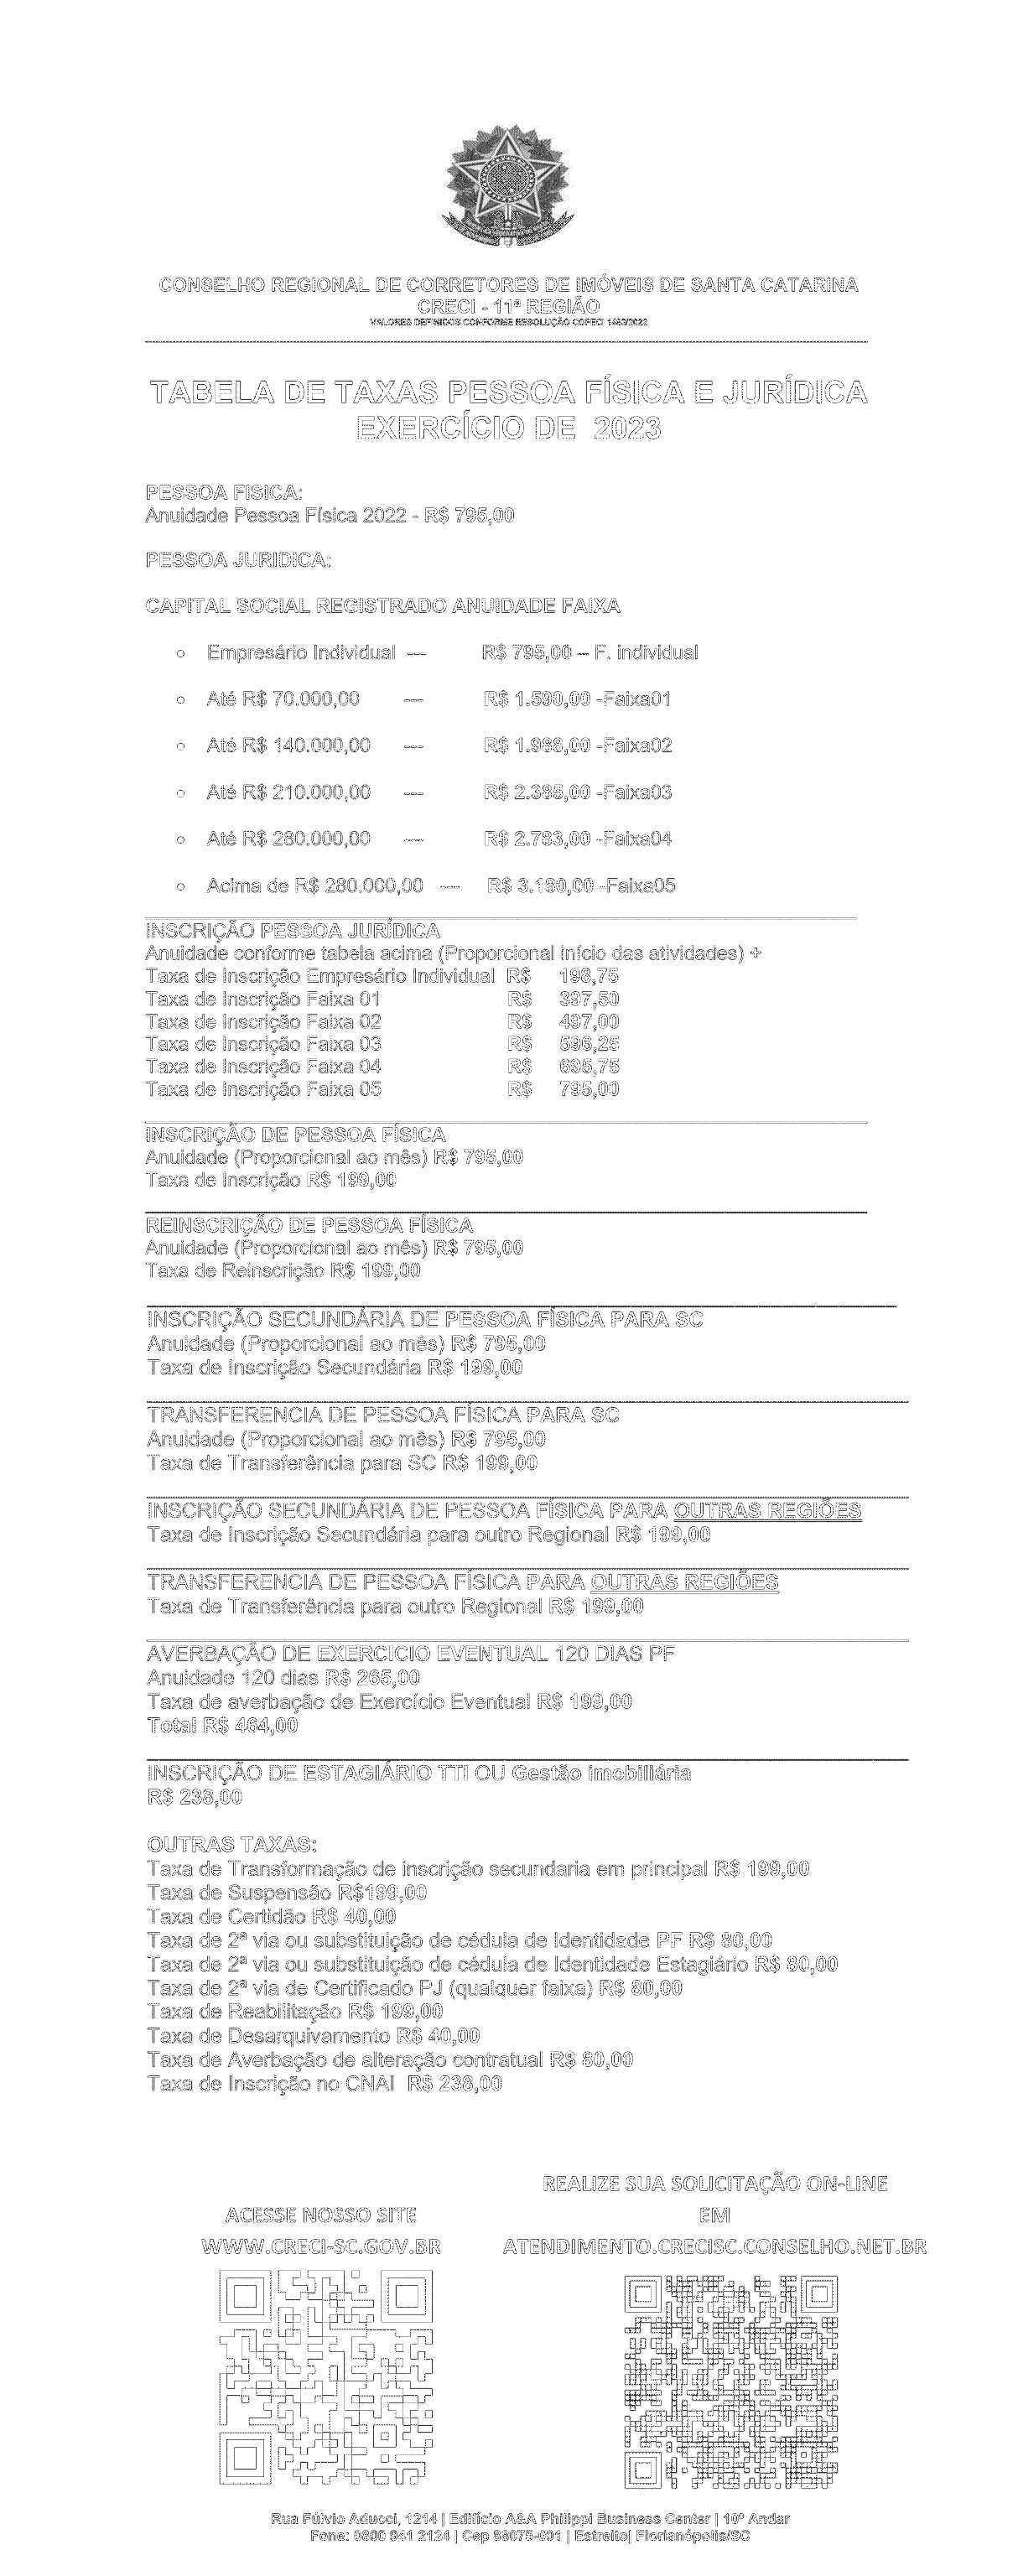 CONSELHO REGIONAL DE CORRETORES DE IMÓVEIS DE SANTA CATARINA
CRECI - 11ª REGIÃO
VALORES DEFINIDOS CONFORME RESOLUÇÃO COFECI
TABELA DE TAXAS PESSOA FÍSICA E JURÍDICA
EXERCÍCIO DE 2023
PESSOA FISICA:
Anuidade Pessoa Física 2022 - R$ 795,00
PESSOA JURIDICA:
CAPITAL SOCIAL REGISTRADO ANUIDADE FAIXA
Empresário Individual --- R$ 795,00 – F. individual
Até R$ 70.000,00 --- R$ 1.590,00 -Faixa01
Até R$ 140.000,00 --- R$ 1.988,00 -Faixa02
Até R$ 210.000,00 --- R$ 2.385,00 -Faixa03
Até R$ 280.000,00 --- R$ 2.783,00 -Faixa04
Acima de R$ 280.000,00 --- R$ 3.180,00 -Faixa05
INSCRIÇÃO PESSOA JURÍDICA
Anuidade conforme tabela acima (Proporcional início das atividades) +
Taxa de Inscrição Empresário Individual R$
Taxa de Inscrição Faixa 01 R$ 397,50
Taxa de Inscrição Faixa 02 R$ 497,00
Taxa de Inscrição Faixa 03 R$ 596,25
Taxa de Inscrição Faixa 04 R$ 695,75
Taxa de Inscrição Faixa 05 R$ 795,00
INSCRIÇÃO DE PESSOA FÍSICA
Anuidade (Proporcional ao mês) R$ 795,00
Taxa de Inscrição R$ 199,00
REINSCRIÇÃO DE PESSOA FÍSICA
Anuidade (Proporcional ao mês) R$ 795,00
Taxa de Reinscrição R$ 199,00
INSCRIÇÃO SECUNDÁRIA DE PESSOA FÍSICA PARA SC
Anuidade (Proporcional ao mês) R$ 795,00
Taxa de Inscrição Secundária R$ 199,00
TRANSFERENCIA DE PESSOA FÍSICA PARA SC
Anuidade (Proporcional ao mês) R$ 795,00
Taxa de Transferência para SC R$ 199,00
INSCRIÇÃO SECUNDÁRIA DE PESSOA FÍSICA PARA OUTRAS REGIÕES
Taxa de Inscrição Secundária para outro Regional R$ 199,00
TRANSFERENCIA DE PESSOA FÍSICA PARA OUTRAS REGIÕES
Taxa de Transferência para outro Regional R$ 199,00
AVERBAÇÃO DE EXERCICIO EVENTUAL 120 DIAS PF
Anuidade 120 dias R$ 265,00
Taxa de averbação de Exercício Eventual R$ 199,00
Total R$ 464,00
INSCRIÇÃO DE ESTAGIÁRIO TTI OU Gestão imobiliária
R$ 238,00
OUTRAS TAXAS:
Taxa de Transformação de inscrição secundaria em principal R$ 199,00
Taxa de Suspensão R$199,00
Taxa de Certidão R$ 40,00
Taxa de 2ª via ou substituição de cédula de Identidade PF R$ 80,00
Taxa de 2ª via ou substituição de cédula de Identidade Estagiário R$ 80,00
Taxa de 2ª via de Certificado PJ (qualquer faixa) R$ 80,00
Taxa de Reabilitação R$ 199,00
Taxa de Desarquivamento R$ 40,00
Taxa de Averbação de alteração contratual R$ 80,00
Taxa de Inscrição no CNAI R$ 238,00
ACESSE NOSSO SITE
WWW.CRECI-SC.GOV.BR
REALIZE SUA SOLICITAÇÃO ON-LINE
EM
ATENDIMENTO.CRECISC.CONSELHO.NET.BR
Rua Fúlvio Aducci, 1214 | Edifício A&A Philippi Business Center | 10º Andar
Fone: 0800 941 2124 | Cep 88075-001 | Estreito| Florianópolis/SC